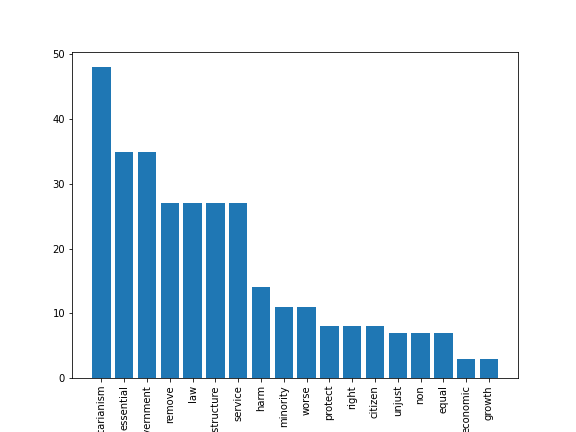 50
40
30
20
10
0
tarianism
essential
vernment
remove
law
structure
service
harm
minority
worse
protect
right
citizen
unjust
non
equal
economic
growth